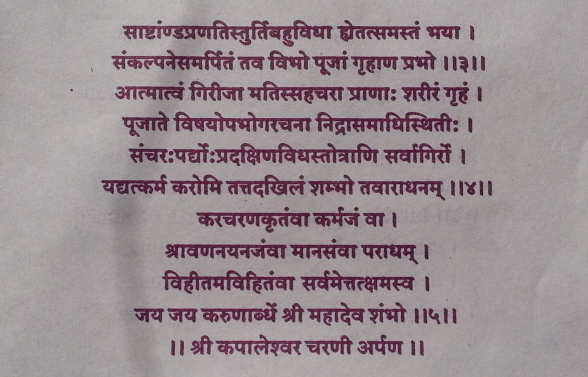 साष्टांण्डप्रणतिस्तुर्तिबहुविधा ह्येतत्समस्तं भया ।
संकल्पनेसमर्पितं तव विभो पूजां गृहाण प्रभो ।।३।।
आत्मात्वं गिरीजा मतिस्सहचरा प्राणाः शरीरं गृहं ।
पूजाते विषयोपभोगरचना निद्रासमाधिस्थितीः ।
संचरःपर्द्योःप्रदक्षिणविधस्तोत्राणि सर्वागिर्रो ।
यद्यत्कर्म करोमि तत्तदखिलं शम्भो तवाराधनम् ।।४।।
करचरणकृतंवा कर्मजं वा ।
श्रावणनयनजंवा मानसंवा पराधम् ।
विहीतमविहितंवा सर्वमेत्तत्क्षमस्व ।
जय जय करुणाब्धें श्री महादेव शंभो ।।५।।
।। श्री कपालेश्वर चरणी अर्पण ।।